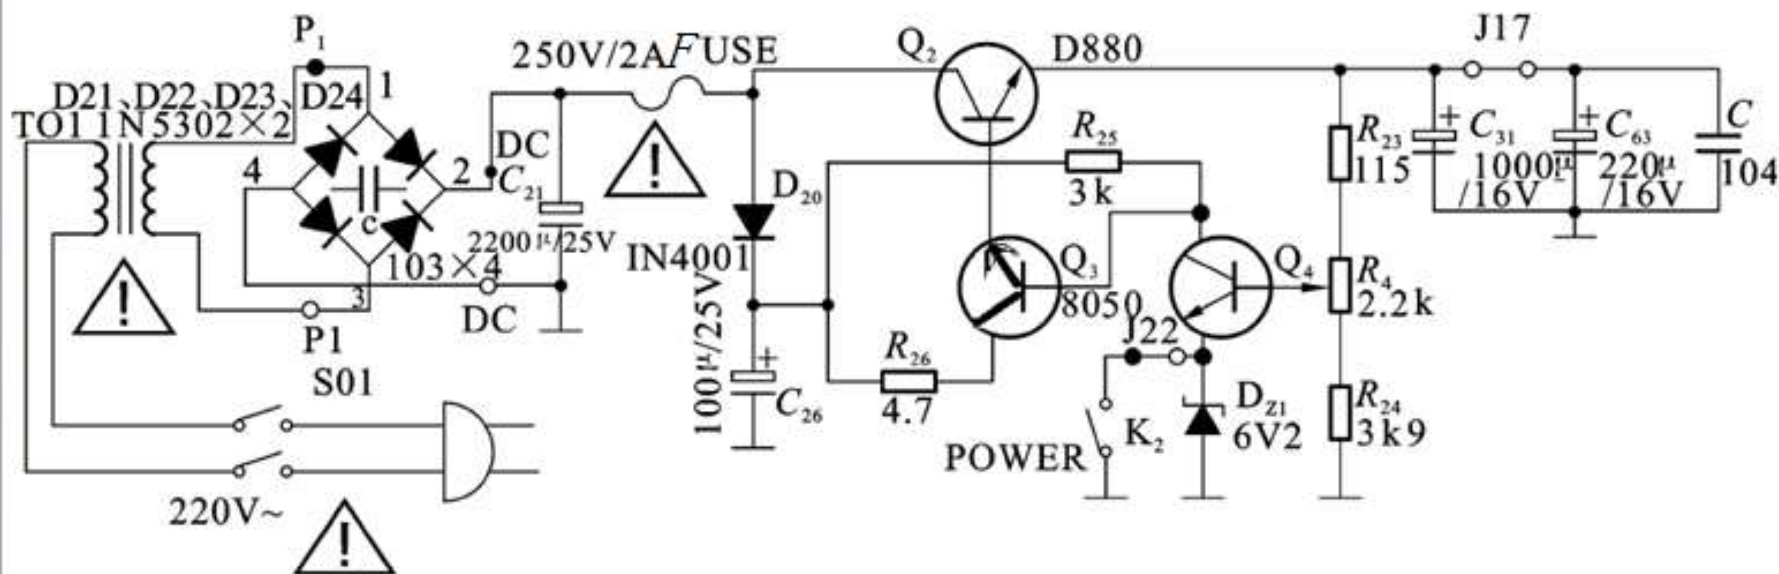 P₁
D21、D22、D23、D24
TO1 1N5302×2
1
2
3
4
c
103×4
P1
S01
220V~
!
!
!
DC
DC
C₂₁
2200μ/25V
250V/2A FUSE
D₂₀
IN4001
100μ/25V
+
C₂₆
Q₂
D880
R₂₅
3k
Q₃
8050
R₂₆
4.7
Q₄
J22
K₂
POWER
D_Z1
6V2
R₂₃
115
R₄
2.2k
R₂₄
3k9
J17
+
C₃₁
1000μ
/16V
+
C₆₃
220μ
/16V
C
104